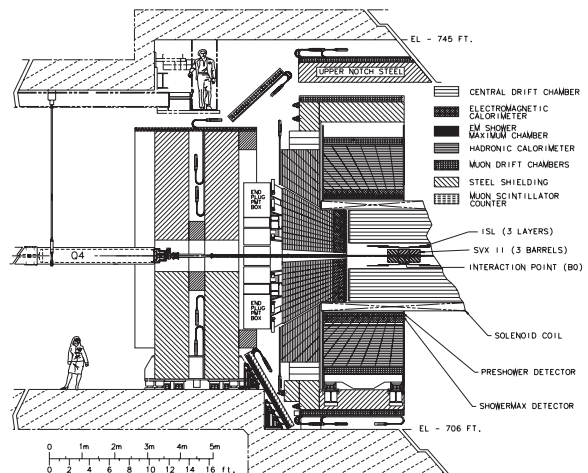 EL - 745 FT.
UPPER NOTCH STEEL
CENTRAL DRIFT CHAMBER
ELECTROMAGNETIC
CALORIMETER
EM SHOWER
MAXIMUM CHAMBER
HADRONIC CALORIMETER
MUON DRIFT CHAMBERS
STEEL SHIELDING
MUON SCINTILLATOR
COUNTER
END
PLUG
PMT
BOX
ISL (3 LAYERS)
Q4
SVX II (3 BARRELS)
INTERACTION POINT (B0)
END
PLUG
PMT
BOX
SOLENOID COIL
PRESHOWER DETECTOR
SHOWERMAX DETECTOR
EL - 706 FT.
0 1m 2m 3m 4m 5m
0 2 4 6 8 10 12 14 16 ft.